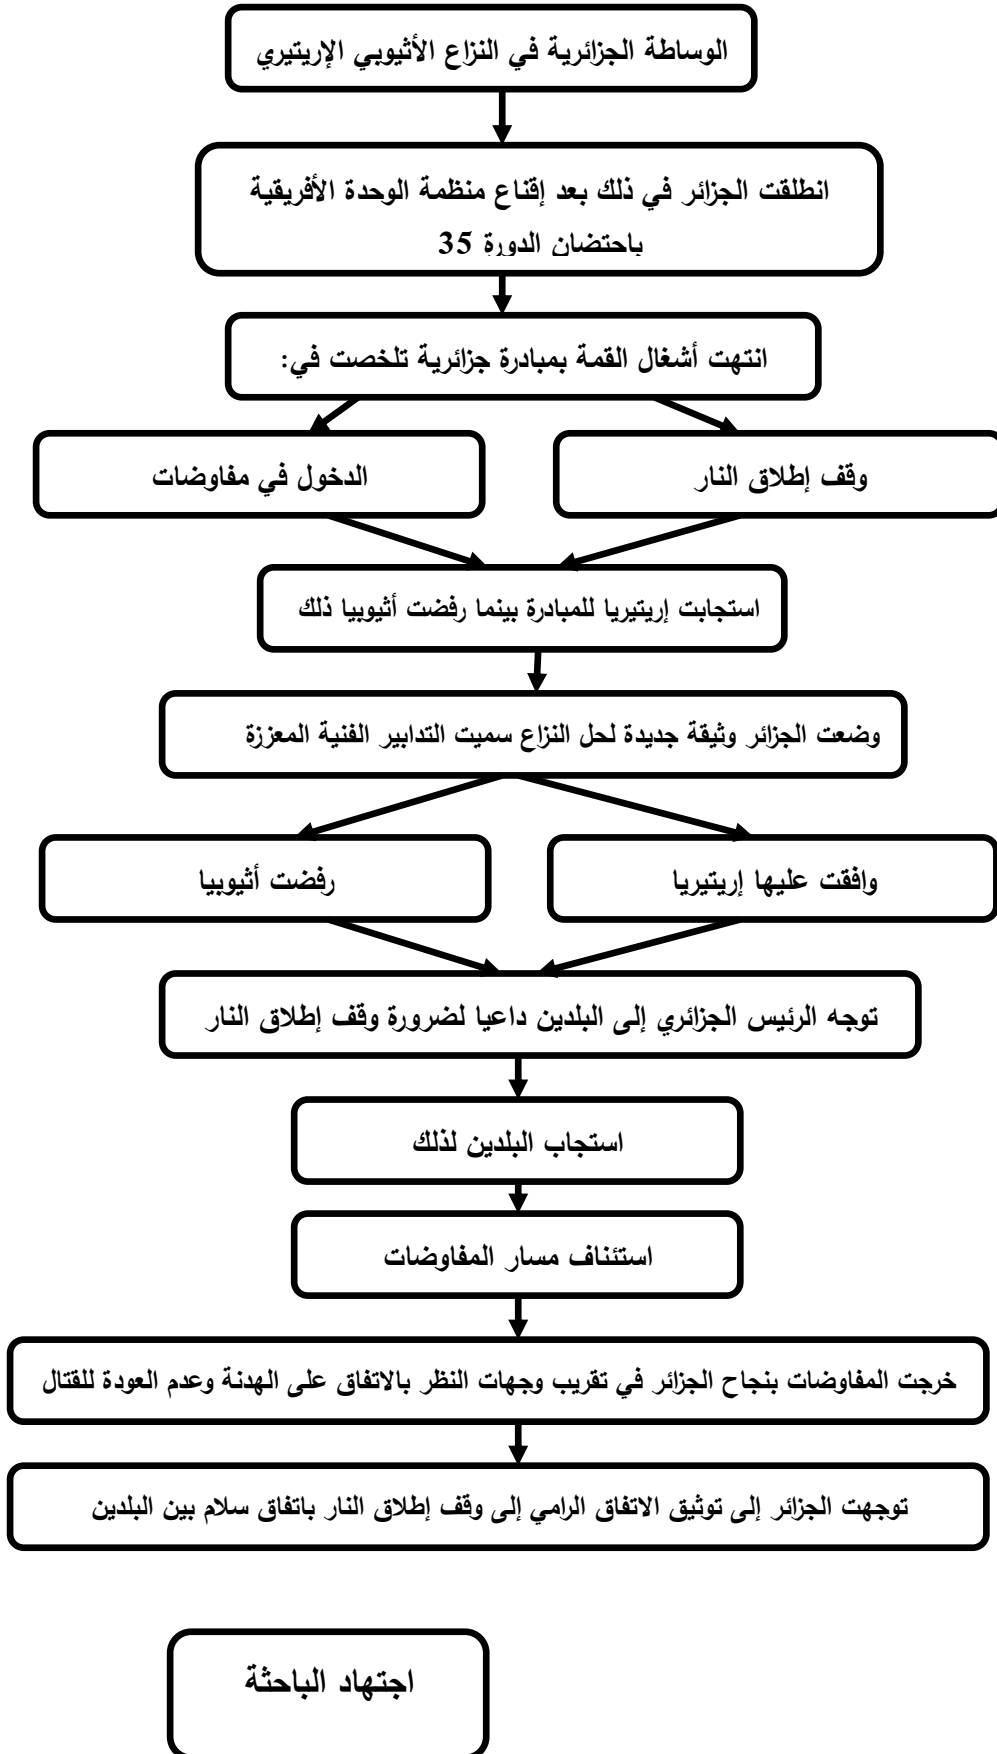 الوساطة الجزائرية في النزاع الأثيوبي الإريتيري
انطلقت الجزائر في ذلك بعد إقناع منظمة الوحدة الأفريقية
باحتضان الدورة 35
انتهت أشغال القمة بمبادرة جزائرية تلخصت في:
وقف إطلاق النار
الدخول في مفاوضات
استجابت إريتيريا للمبادرة بينما رفضت أثيوبيا ذلك
وضعت الجزائر وثيقة جديدة لحل النزاع سميت التدابير الفنية المعززة
وافقت عليها إريتيريا
رفضت أثيوبيا
توجه الرئيس الجزائري إلى البلدين داعيا لضرورة وقف إطلاق النار
استجاب البلدين لذلك
استئناف مسار المفاوضات
خرجت المفاوضات بنجاح الجزائر في تقريب وجهات النظر بالاتفاق على الهدنة وعدم العودة للقتال
توجهت الجزائر إلى توثيق الاتفاق الرامي إلى وقف إطلاق النار باتفاق سلام بين البلدين
اجتهاد الباحثة